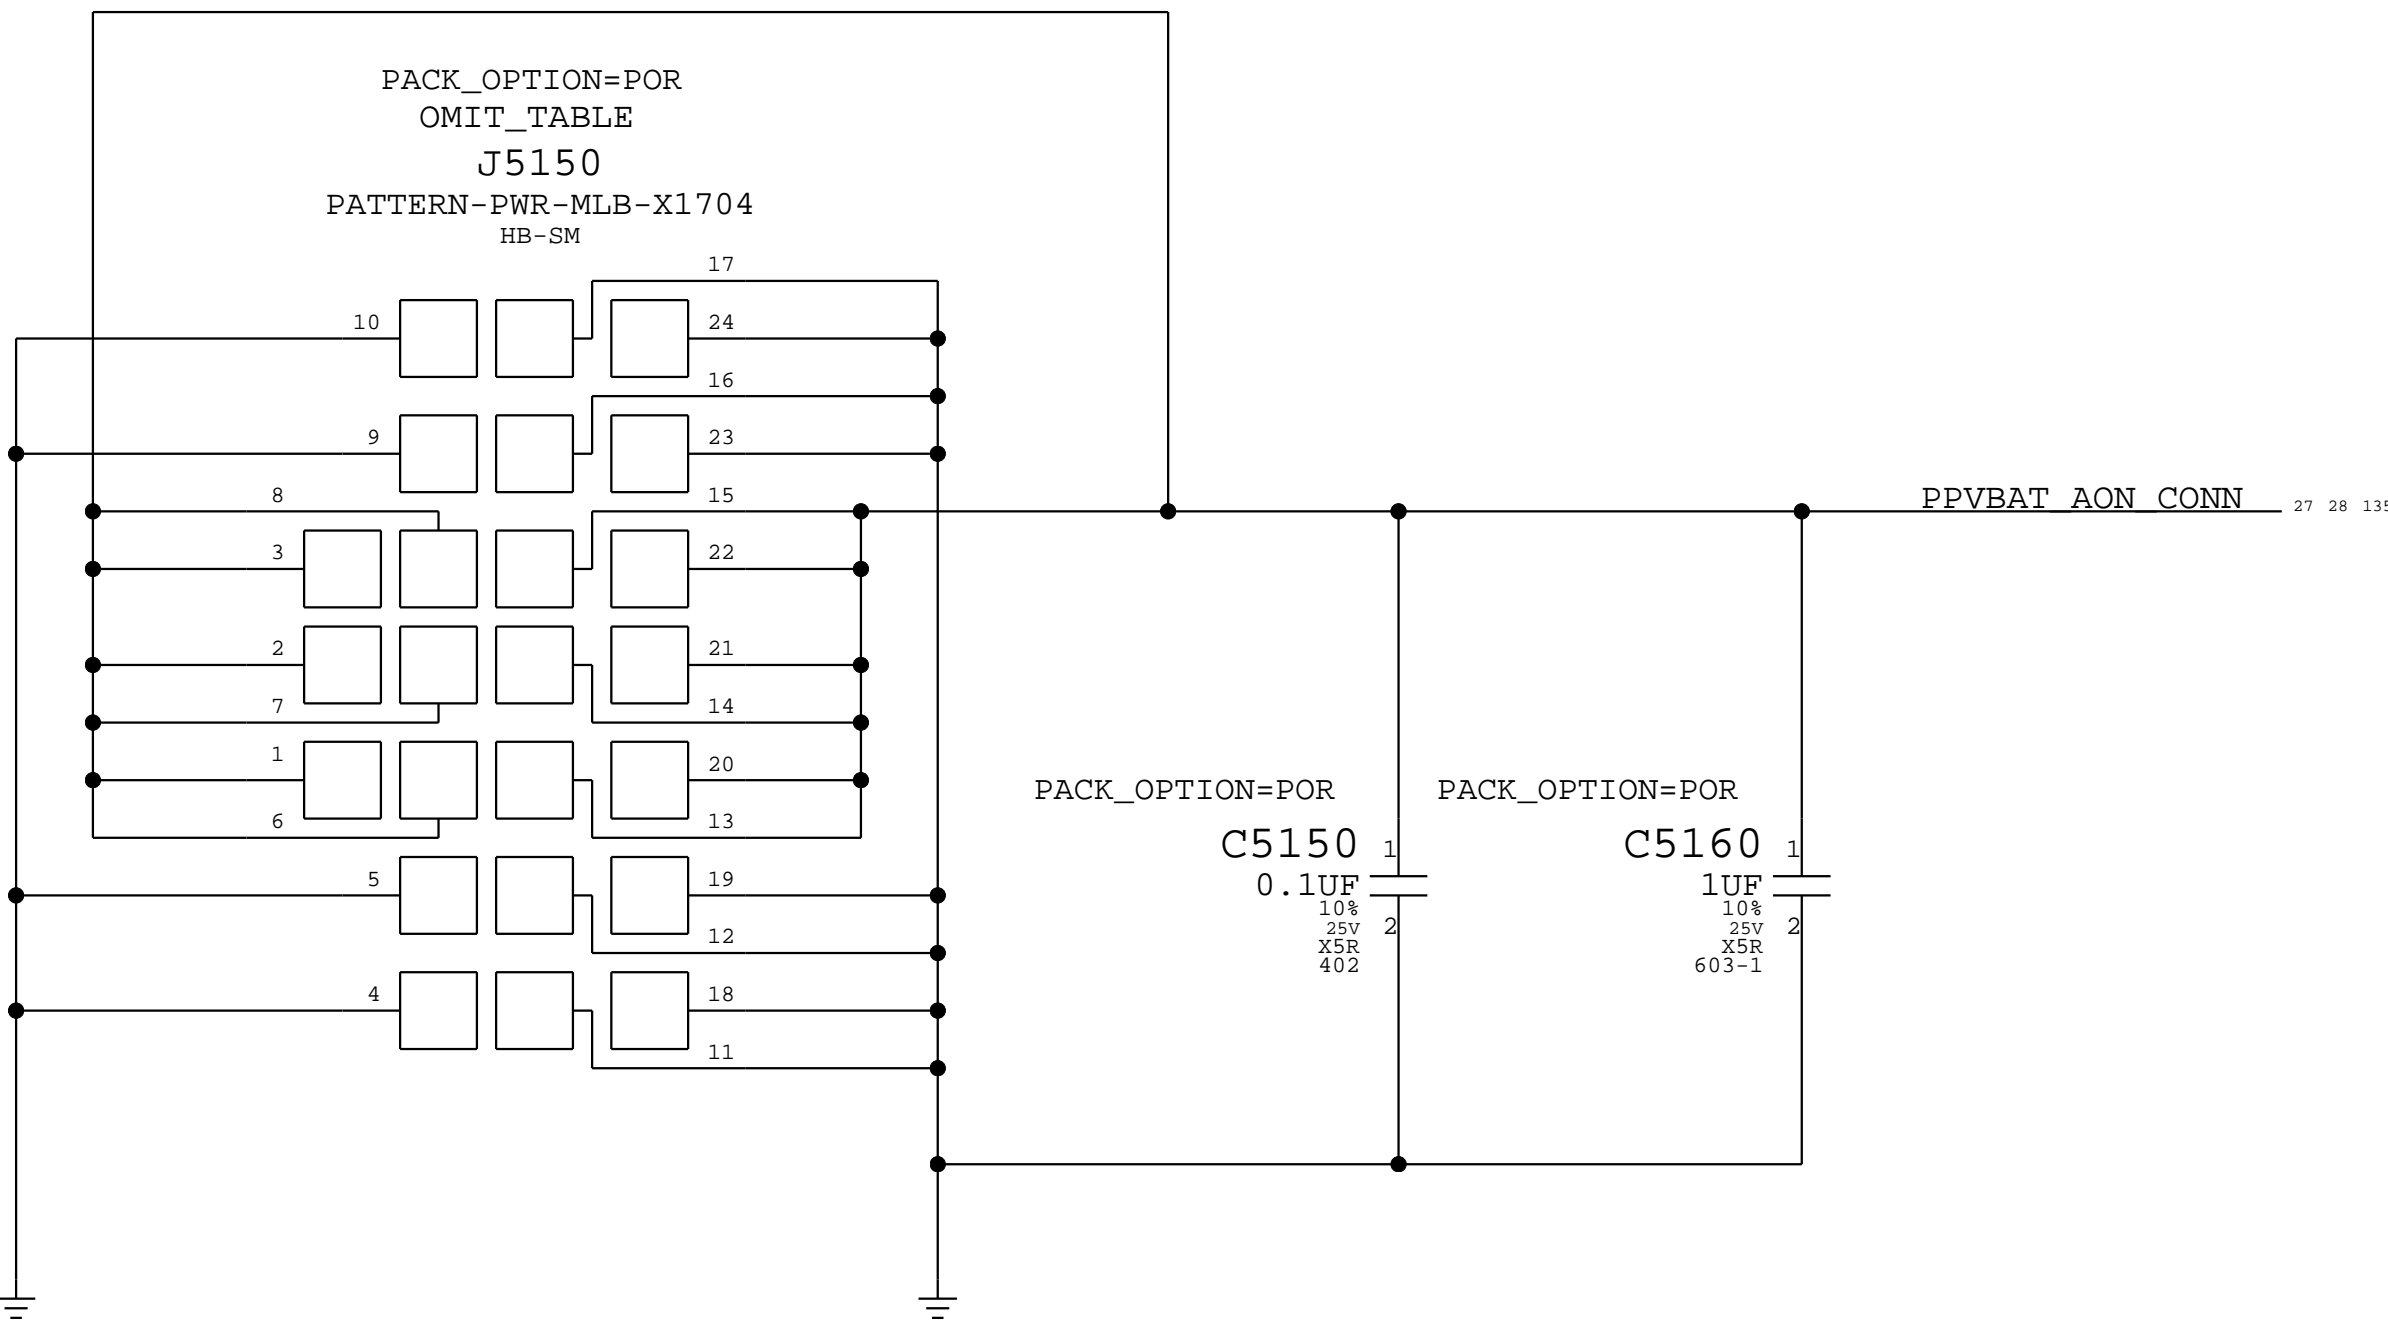 PACK_OPTION=POR
OMIT_TABLE
J5150
PATTERN-PWR-MLB-X1704
HB-SM
17
10
24
16
9
23
8
15
3
22
2
21
7
14
1
20
6
13
5
19
12
4
18
11
PPVBAT_AON_CONN 27 28 135
PACK_OPTION=POR
C5150
1
0.1UF
10%
25V
2
X5R
402
PACK_OPTION=POR
C5160
1
1UF
10%
25V
2
X5R
603-1